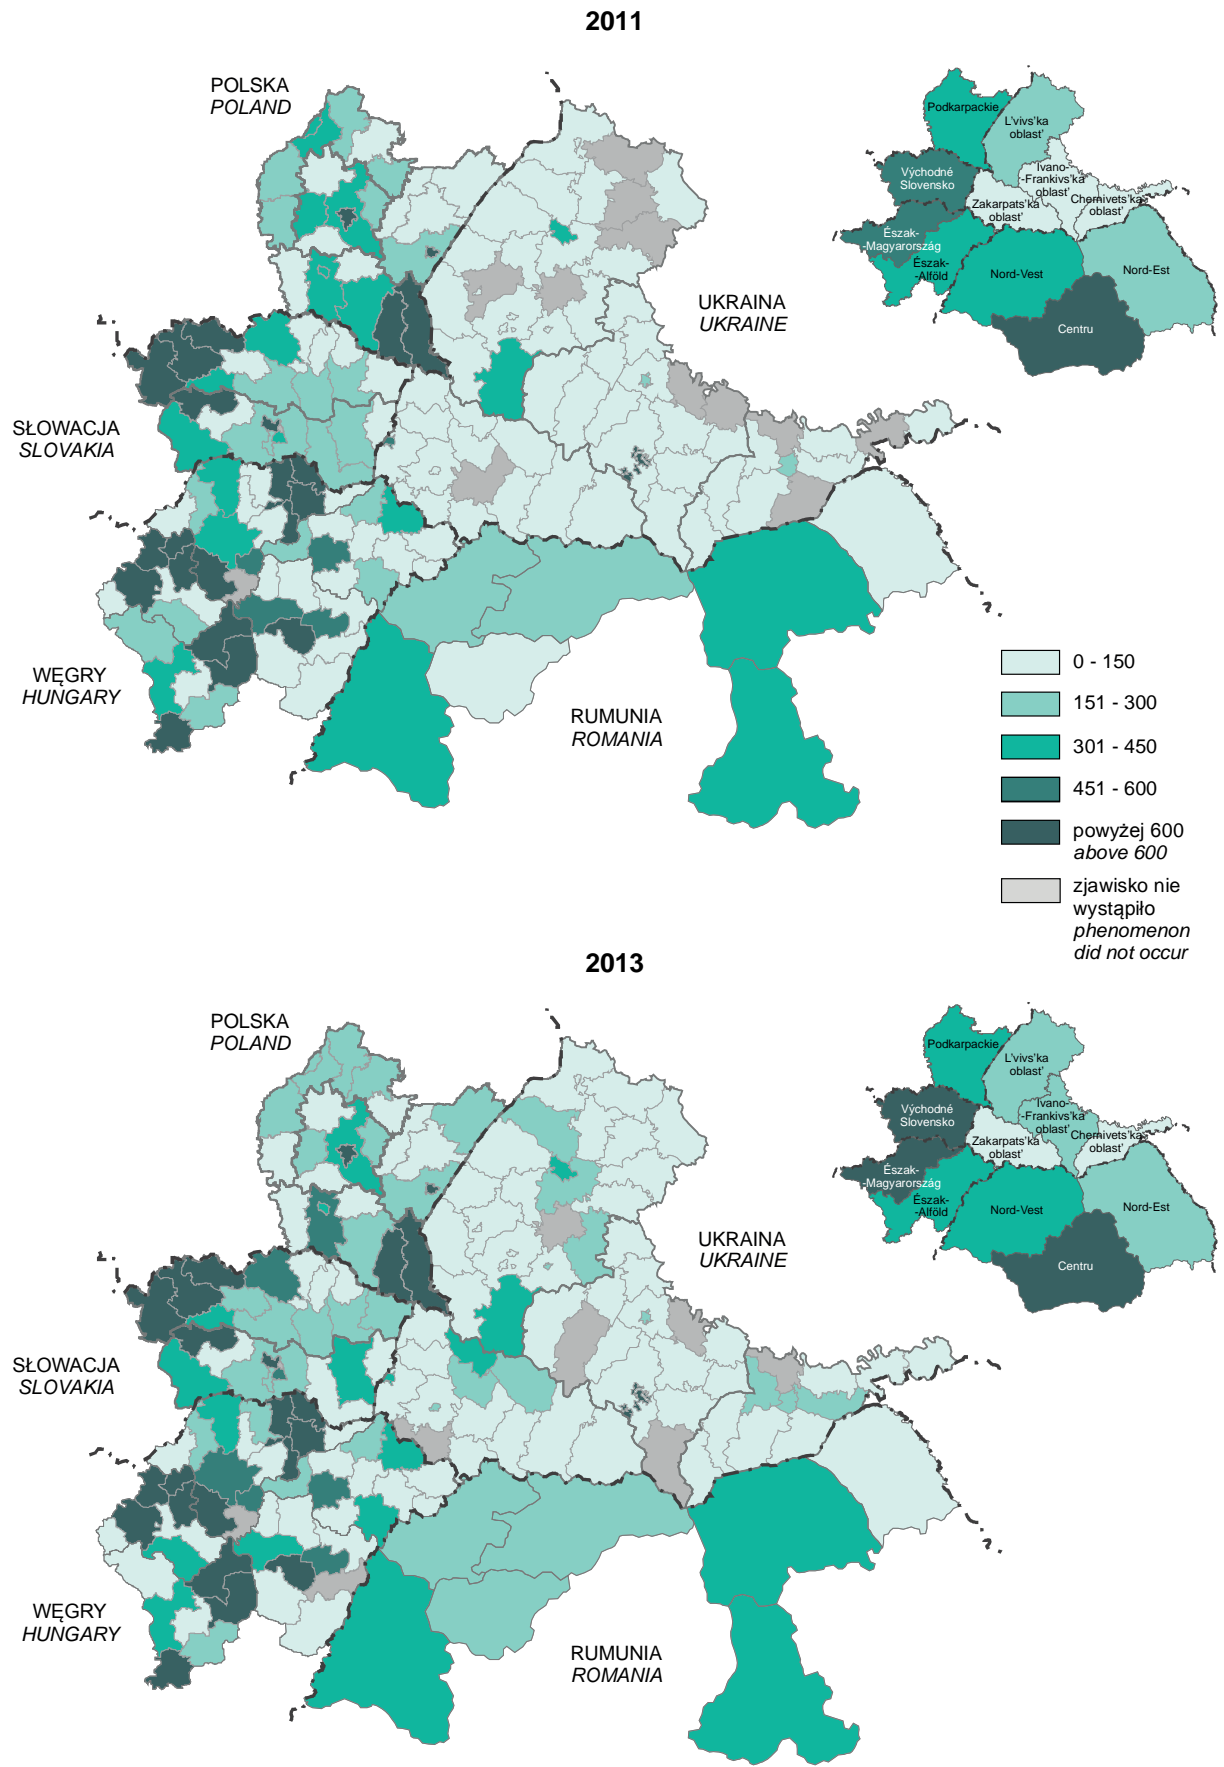 2011
POLSKA
POLAND
Podkarpackie
L'vivs'ka
oblast'
Východné
Slovensko
Ivano-
-Frankivs'ka
oblast'
Zakarpats'ka
oblast'
Chernivets'ka
oblast'
Észak-
-Magyarország
Észak-
-Alföld
Nord-Vest
Nord-Est
Centru
UKRAINA
UKRAINE
SŁOWACJA
SLOVAKIA
WĘGRY
HUNGARY
RUMUNIA
ROMANIA
0 - 150
151 - 300
301 - 450
451 - 600
powyżej 600
above 600
zjawisko nie
wystąpiło
phenomenon
did not occur
2013
POLSKA
POLAND
Podkarpackie
L'vivs'ka
oblast'
Východné
Slovensko
Ivano-
-Frankivs'ka
oblast'
Zakarpats'ka
oblast'
Chernivets'ka
oblast'
Észak-
-Magyarország
Észak-
-Alföld
Nord-Vest
Nord-Est
Centru
UKRAINA
UKRAINE
SŁOWACJA
SLOVAKIA
WĘGRY
HUNGARY
RUMUNIA
ROMANIA